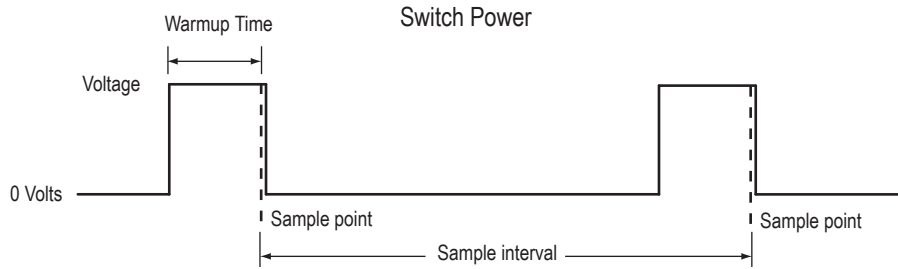 Switch Power
Warmup Time
Voltage
0 Volts
Sample point
Sample point
Sample interval